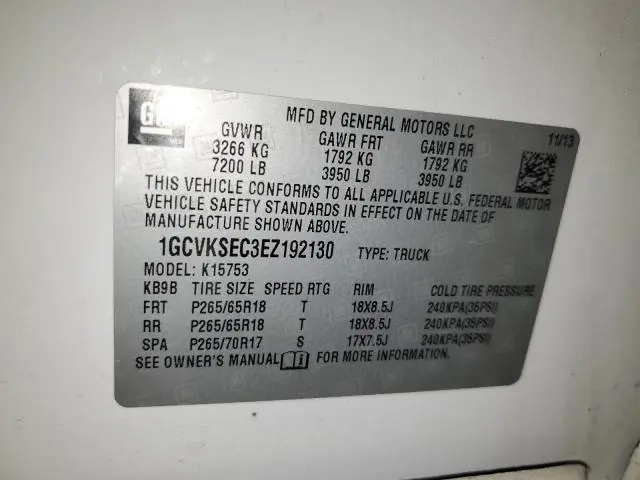 GM
MFD BY GENERAL MOTORS LLC 11/13
GVWR GAWR FRT GAWR RR
3266 KG 1792 KG 1792 KG
7200 LB 3950 LB 3950 LB
THIS VEHICLE CONFORMS TO ALL APPLICABLE U.S. FEDERAL MOTOR
VEHICLE SAFETY STANDARDS IN EFFECT ON THE DATE OF
MANUFACTURE SHOWN ABOVE.
1GCVKSEC3EZ192130 TYPE: TRUCK
MODEL: K15753
KB9B TIRE SIZE SPEED RTG RIM COLD TIRE PRESSURE
FRT P265/65R18 T 18X8.5J 240KPA(35PSI)
RR P265/65R18 T 18X8.5J 240KPA(35PSI)
SPA P265/70R17 S 17X7.5J 240KPA(35PSI)
SEE OWNER'S MANUAL FOR MORE INFORMATION.